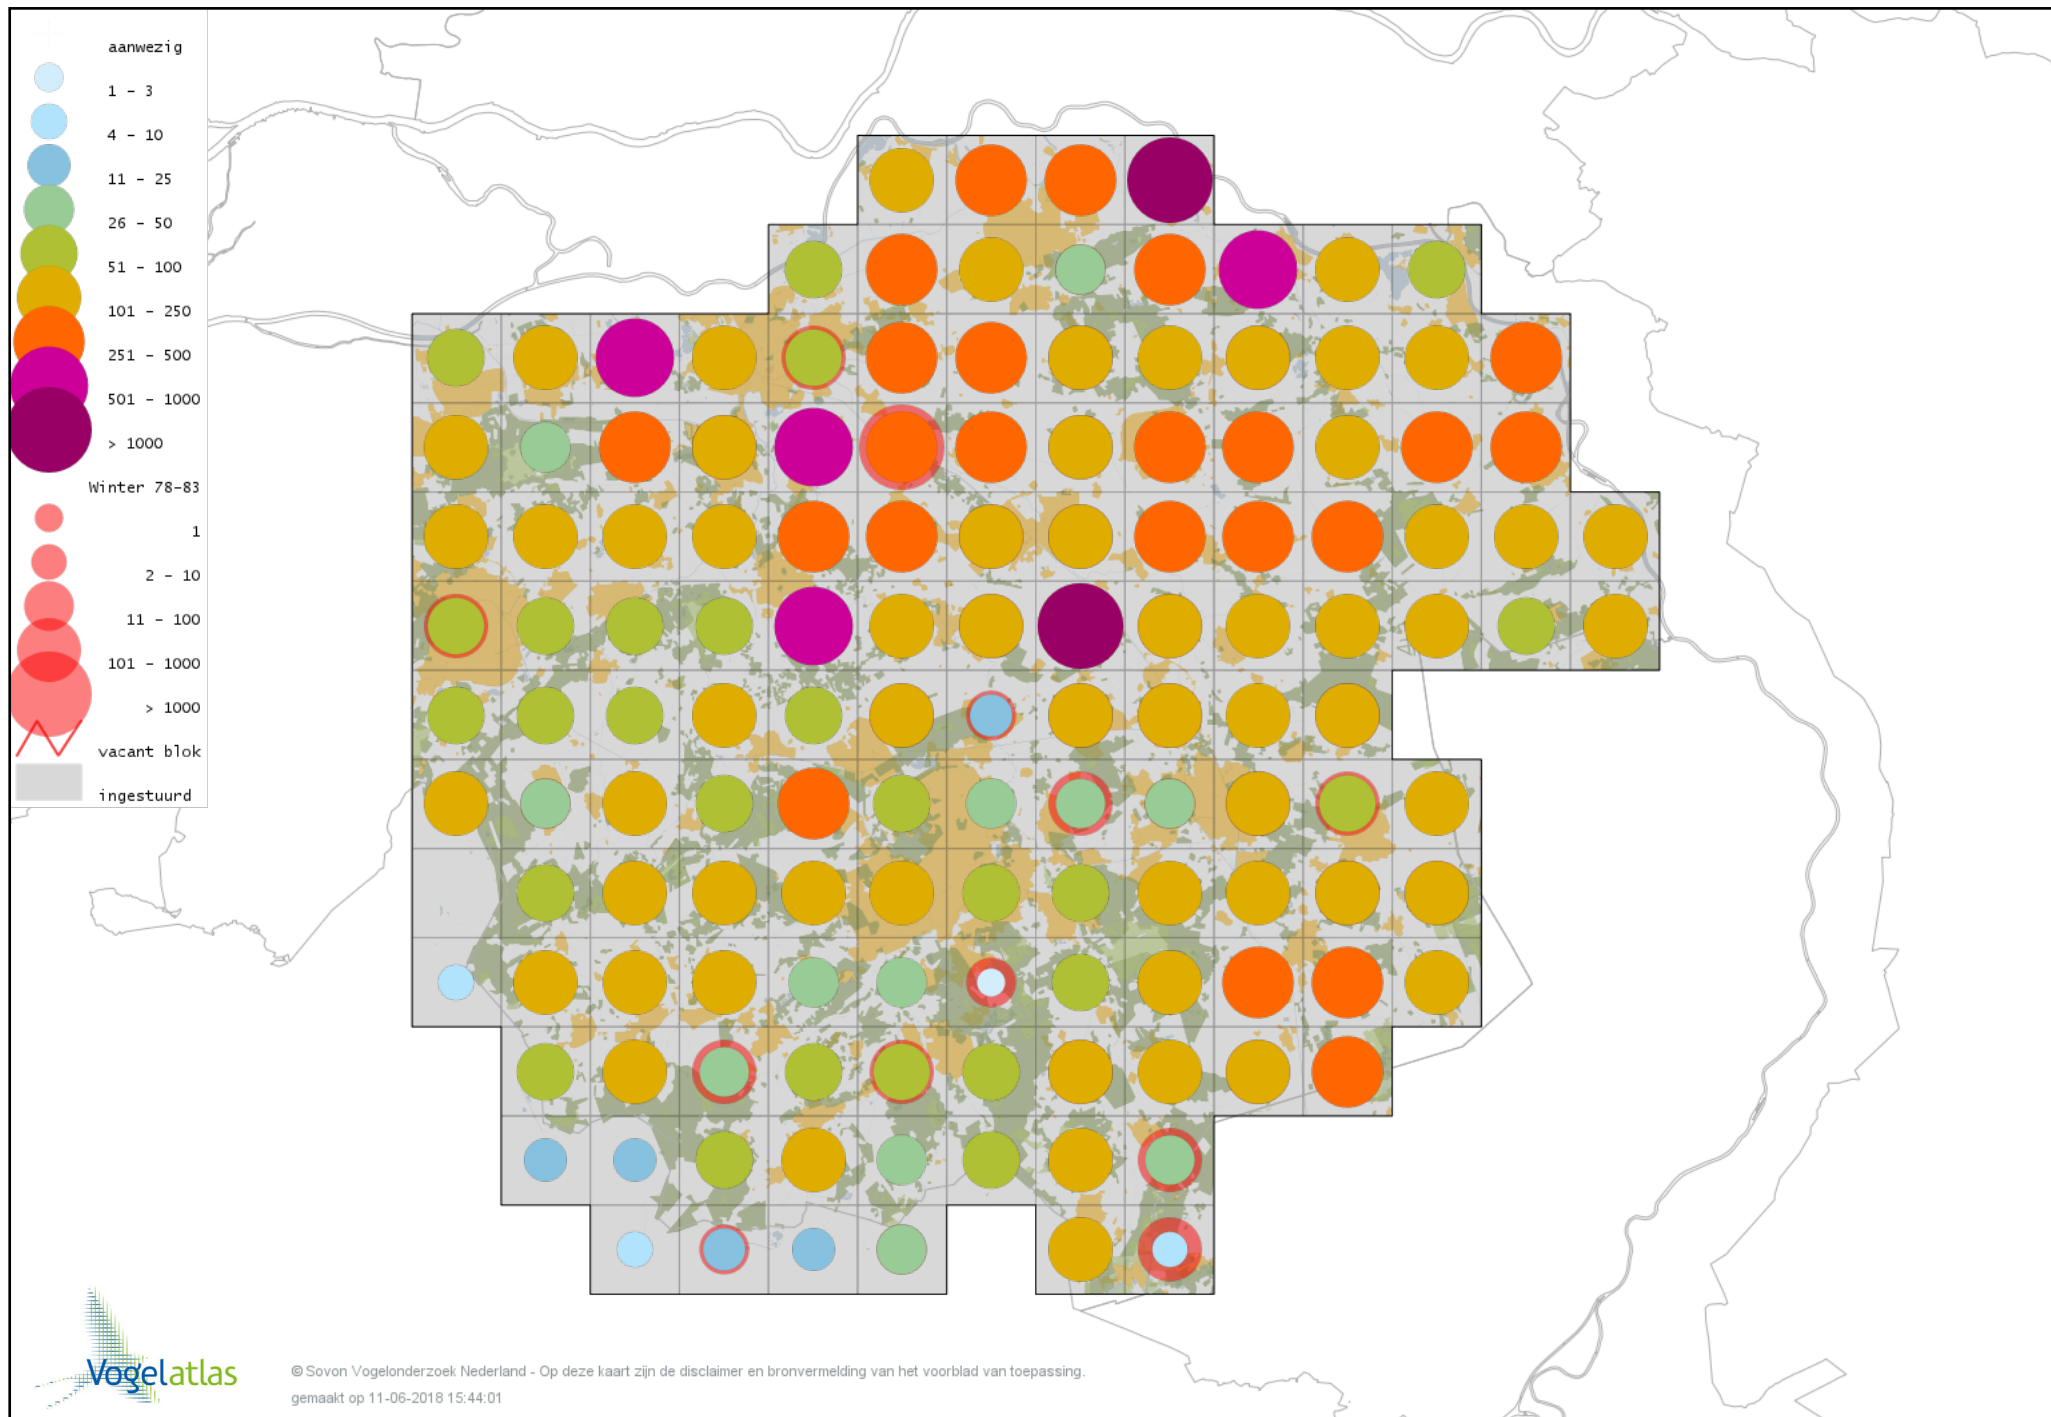 aanwezig
1 - 3
4 - 10
11 - 25
26 - 50
51 - 100
101 - 250
251 - 500
501 - 1000
> 1000
Winter 78-83
1
2 - 10
11 - 100
101 - 1000
> 1000
vacant blok
ingestuurd
Vogelatlas
© Sovon Vogelonderzoek Nederland - Op deze kaart zijn de disclaimer en bronvermelding van het voorblad van toepassing.
gemaakt op 11-06-2018 15:44:01